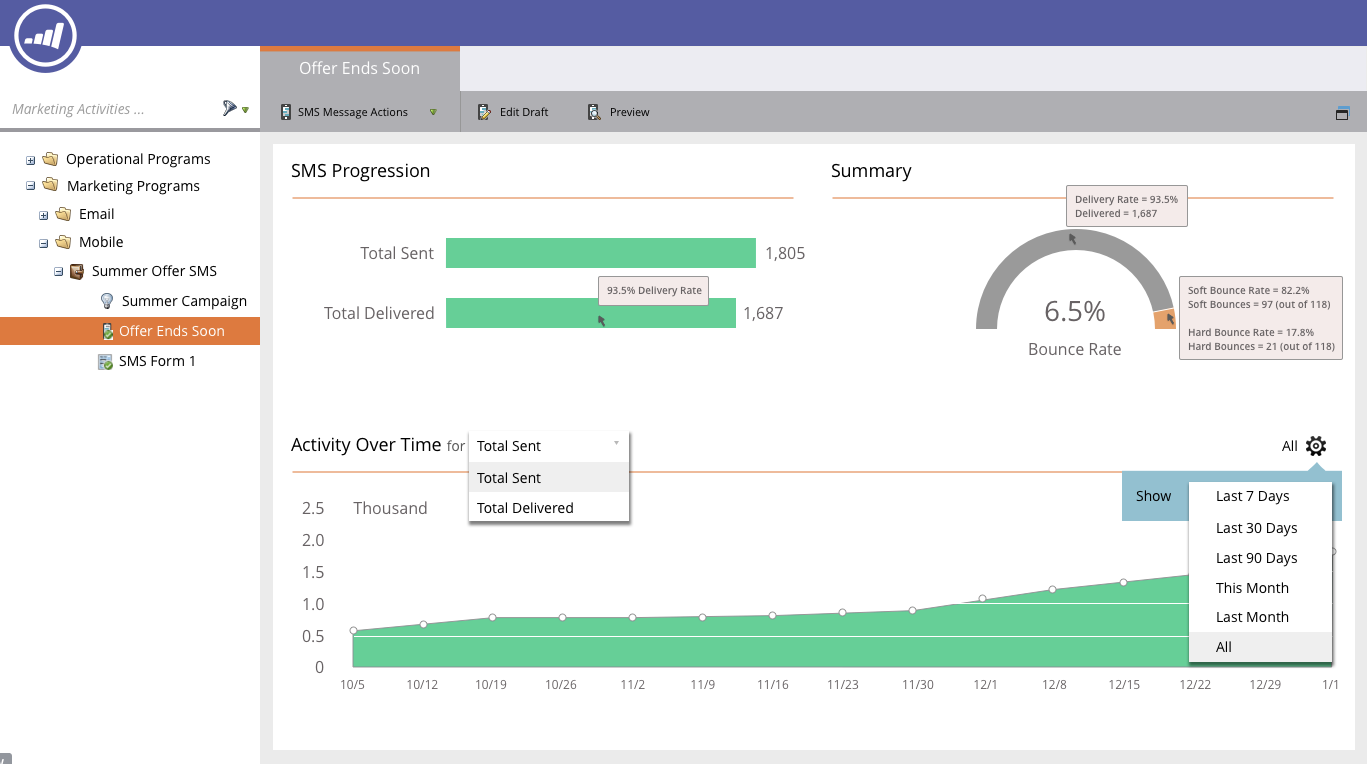 Offer Ends Soon
Marketing Activities ...
SMS Message Actions
Edit Draft
Preview
Operational Programs
Marketing Programs
Email
Mobile
Summer Offer SMS
Summer Campaign
Offer Ends Soon
SMS Form 1
SMS Progression
Total Sent
1,805
93.5% Delivery Rate
Total Delivered
1,687
Summary
Delivery Rate = 93.5%
Delivered = 1,687
Soft Bounce Rate = 82.2%
Soft Bounces = 97 (out of 118)
Hard Bounce Rate = 17.8%
Hard Bounces = 21 (out of 118)
6.5%
Bounce Rate
Activity Over Time for
Total Sent
Total Sent
Total Delivered
All
Show
Last 7 Days
Last 30 Days
Last 90 Days
This Month
Last Month
All
2.5 Thousand
2.0
1.5
1.0
0.5
0
10/5 10/12 10/19 10/26 11/2 11/9 11/16 11/23 11/30 12/1 12/8 12/15 12/22 12/29 1/1